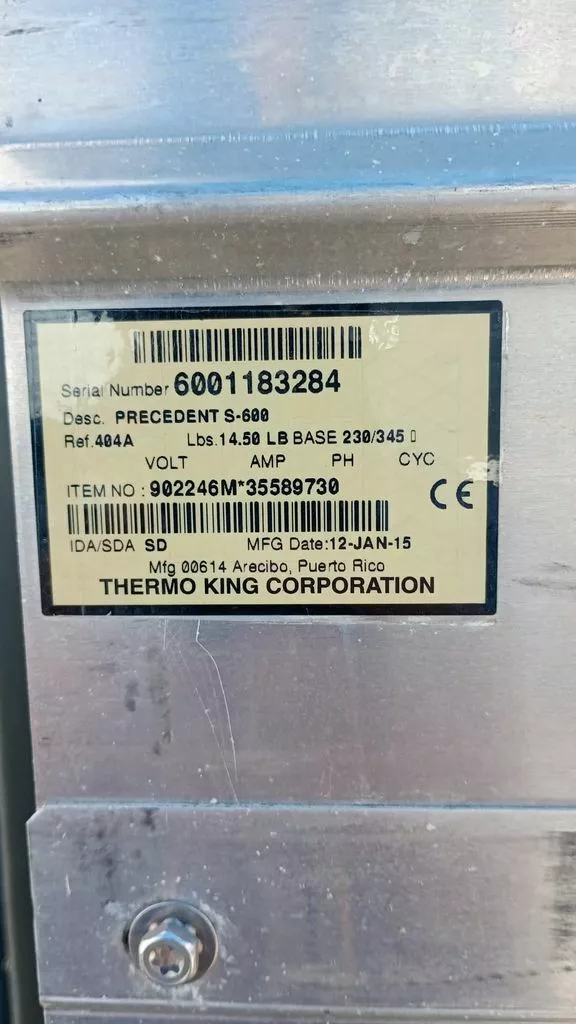 Serial Number 6001183284
Desc. PRECEDENT S-600
Ref.404A Lbs.14.50 LB BASE 230/345 ▯
VOLT AMP PH CYC
ITEM NO : 902246M*35589730
CE
IDA/SDA SD MFG Date:12-JAN-15
Mfg 00614 Arecibo, Puerto Rico
THERMO KING CORPORATION